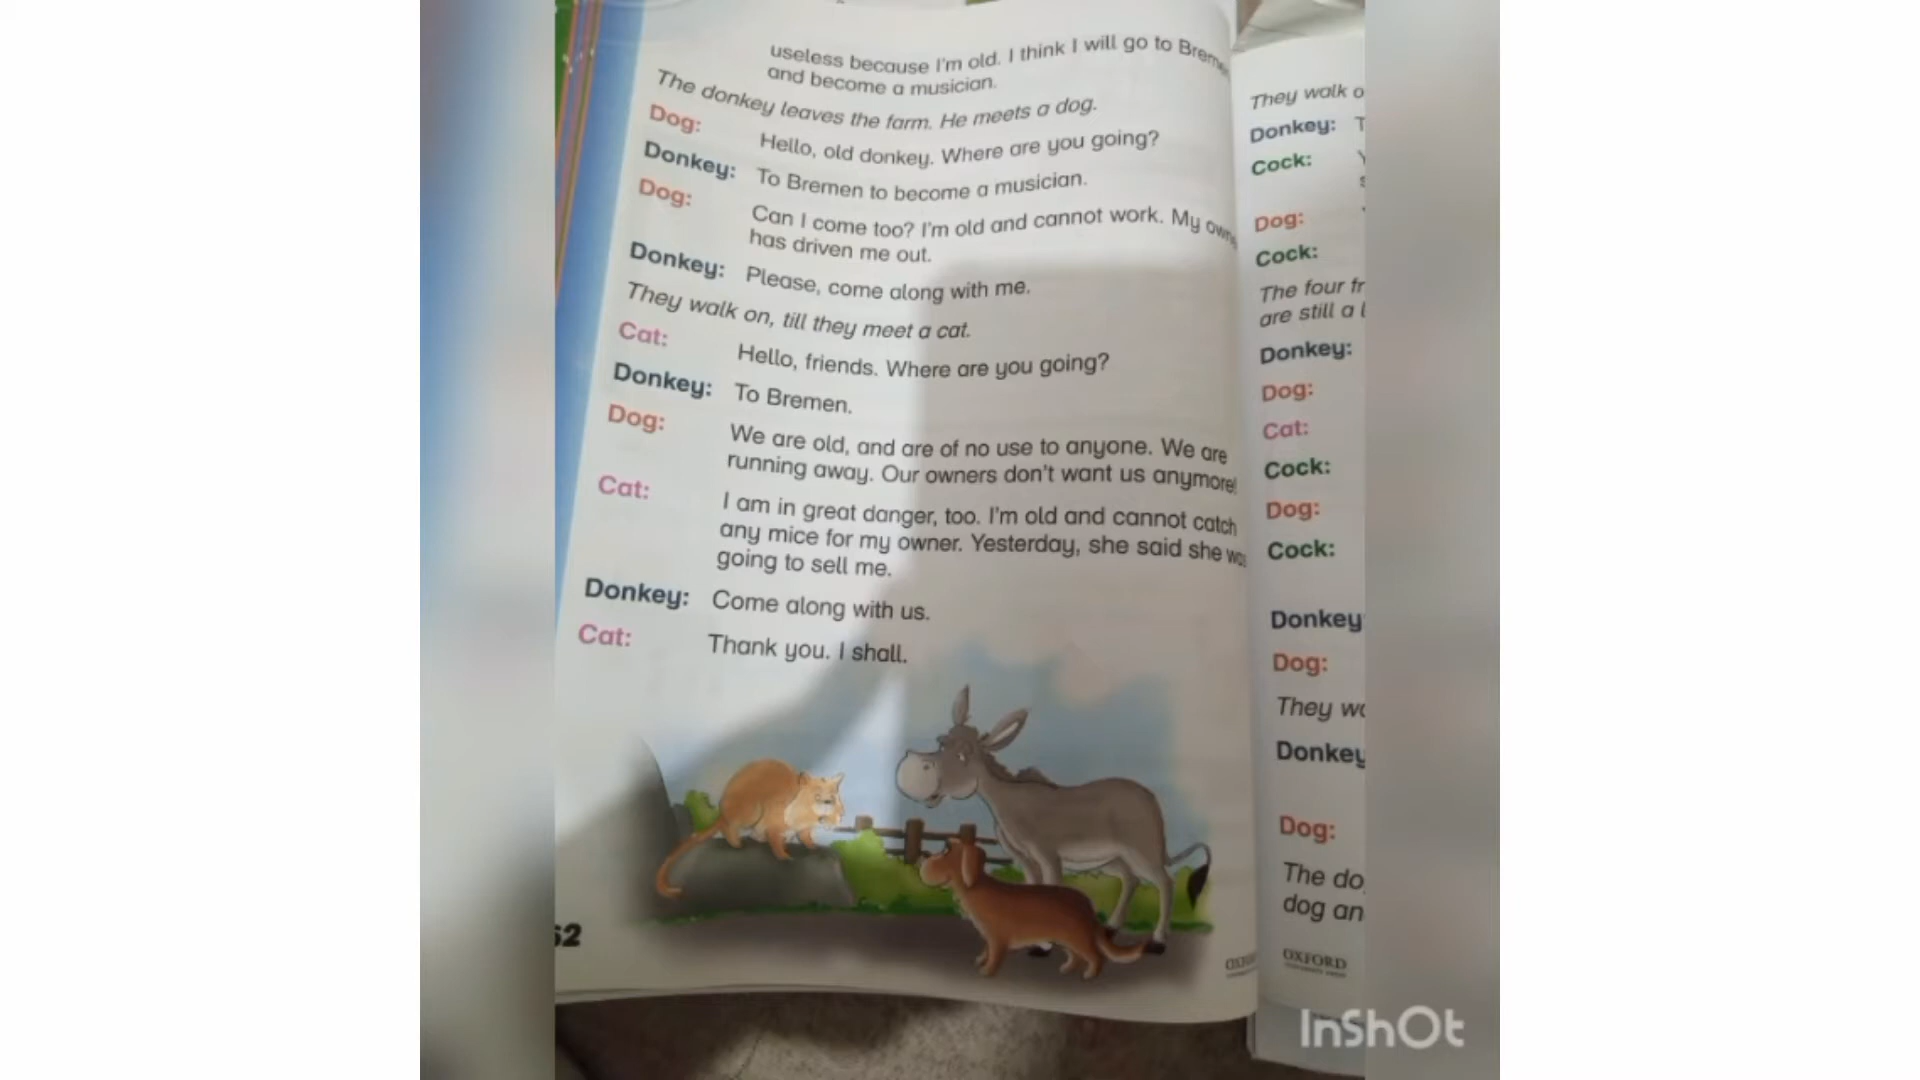 useless because I'm old. I think I will go to
and become a musician.
The donkey leaves the farm. He meets a dog.
Dog: Hello, old donkey. Where are you going?
Donkey: To Bremen to become a musician.
Dog: Can I come too? I'm old and cannot work. My
has driven me out.
Donkey: Please, come along with me.
They walk on, till they meet a cat.
Cat: Hello, friends. Where are you going?
Donkey: To Bremen.
Dog: We are old, and are of no use to anyone. We are
running away. Our owners don't want us anymore!
Cat: I am in great danger, too. I'm old and cannot catch
any mice for my owner. Yesterday, she said she was
going to sell me.
Donkey: Come along with us.
Cat: Thank you. I shall.
They walk
Donkey:
Cock:
Dog:
Cock:
The four
are still a
Donkey:
Dog:
Cat:
Cock:
Dog:
Cock:
Donkey
Dog:
They
Donkey
Dog:
The
dog
OXFORD
InShOt